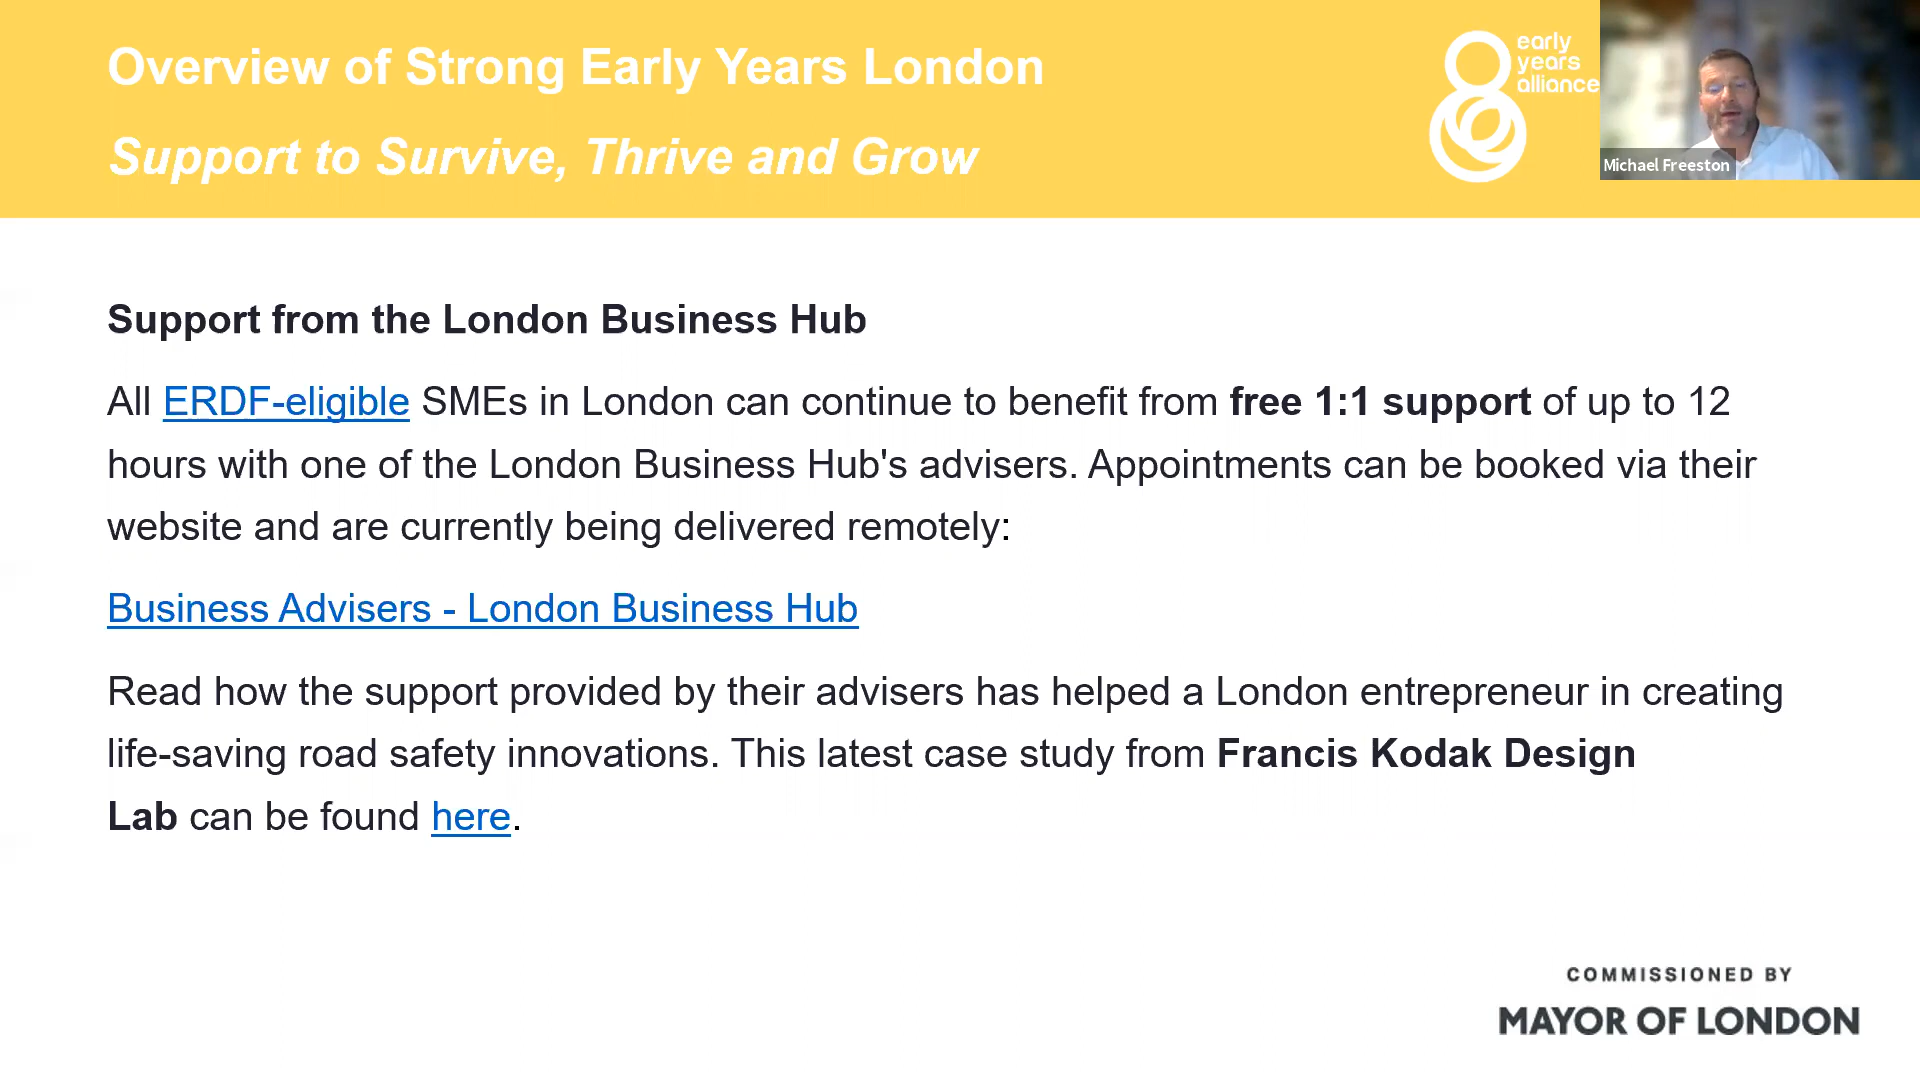 Overview of Strong Early Years London
Support to Survive, Thrive and Grow
early
years
alliance
Michael Freeston
Support from the London Business Hub
All ERDF-eligible SMEs in London can continue to benefit from free 1:1 support of up to 12
hours with one of the London Business Hub's advisers. Appointments can be booked via their
website and are currently being delivered remotely:
Business Advisers - London Business Hub
Read how the support provided by their advisers has helped a London entrepreneur in creating
life-saving road safety innovations. This latest case study from Francis Kodak Design
Lab can be found here.
COMMISSIONED BY
MAYOR OF LONDON